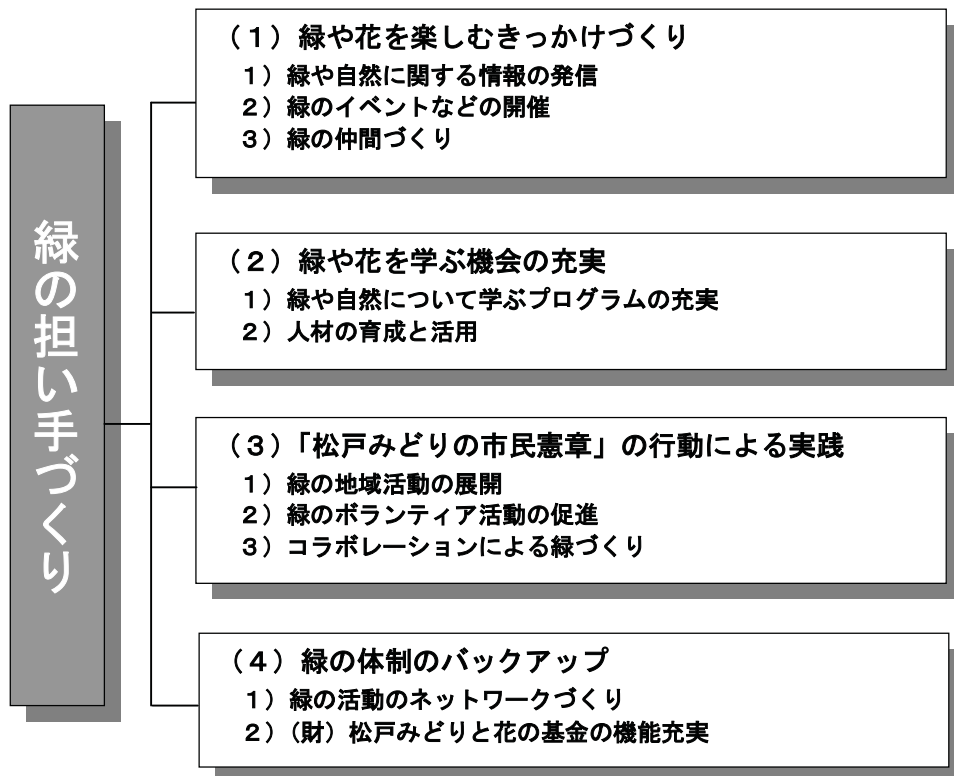 緑の担い手づくり
（１）緑や花を楽しむきっかけづくり
１）緑や自然に関する情報の発信
２）緑のイベントなどの開催
３）緑の仲間づくり
（２）緑や花を学ぶ機会の充実
１）緑や自然について学ぶプログラムの充実
２）人材の育成と活用
（３）「松戸みどりの市民憲章」の行動による実践
１）緑の地域活動の展開
２）緑のボランティア活動の促進
３）コラボレーションによる緑づくり
（４）緑の体制のバックアップ
１）緑の活動のネットワークづくり
２）（財）松戸みどりと花の基金の機能充実